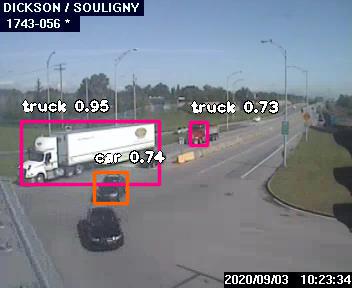 DICKSON / SOULIGNY
1743-056 *
truck 0.95
truck 0.73
car 0.74
2020/09/03 10:23:34